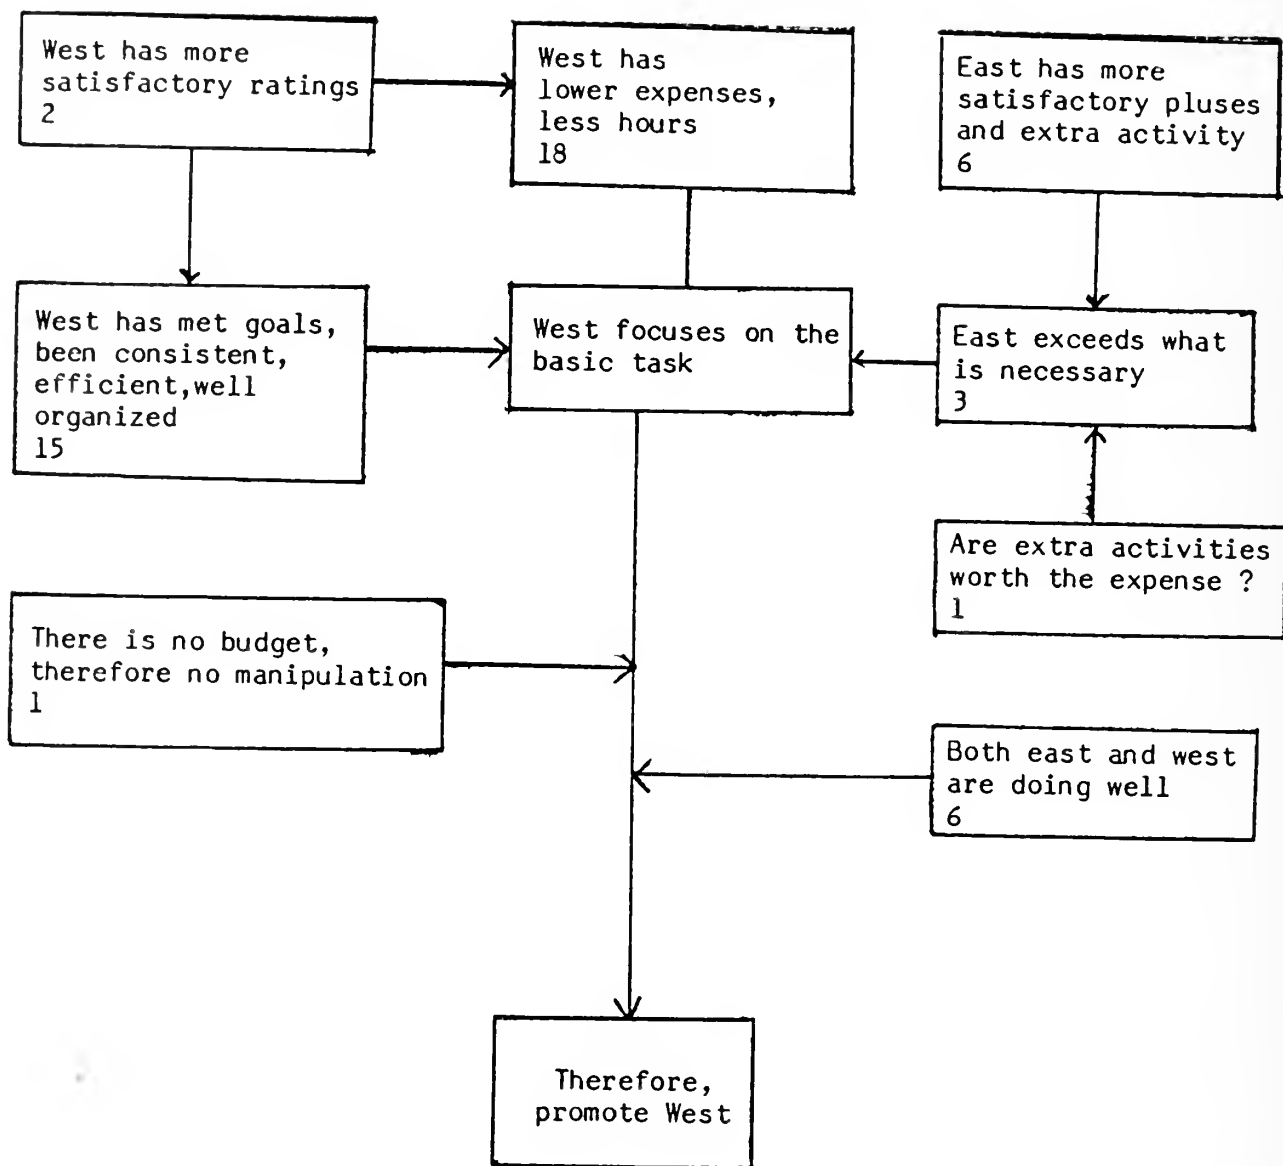 West has more
satisfactory ratings
2
West has
lower expenses,
less hours
18
East has more
satisfactory pluses
and extra activity
6
West has met goals,
been consistent,
efficient,well
organized
15
West focuses on the
basic task
East exceeds what
is necessary
3
Are extra activities
worth the expense ?
1
There is no budget,
therefore no manipulation
1
Both east and west
are doing well
6
Therefore,
promote West